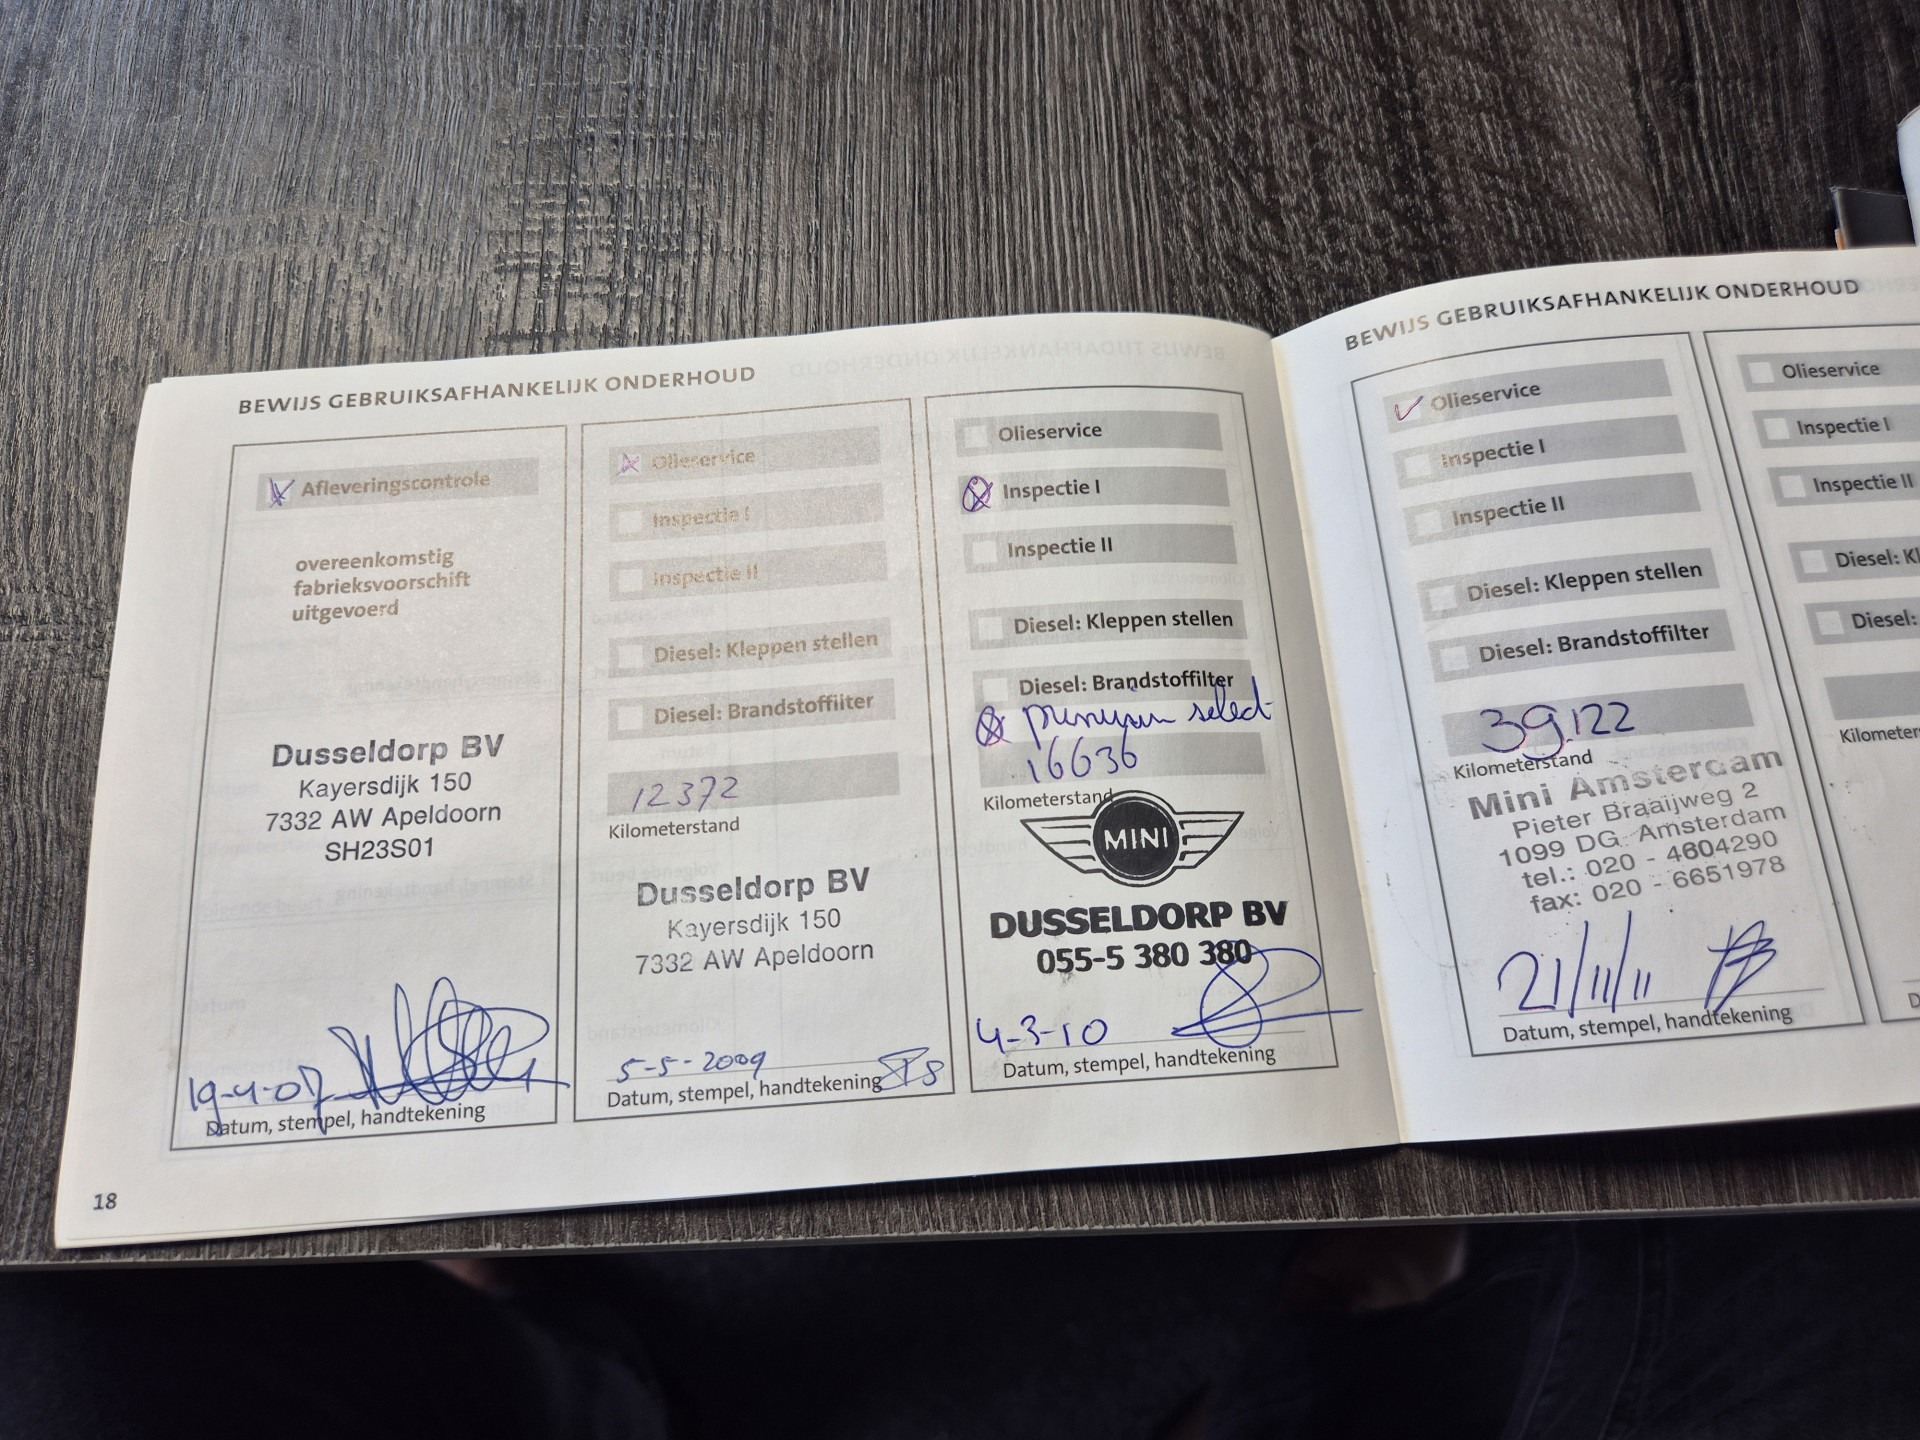 BEWIJS GEBRUIKSAFHANKELIJK ONDERHOUD
Afleveringscontrole
overeenkomstig
fabrieksvoorschift
uitgevoerd
Dusseldorp BV
Kayersdijk 150
7332 AW Apeldoorn
SH23S01
19-4-07
Datum, stempel, handtekening
Olieservice
Inspectie I
Inspectie II
Diesel: Kleppen stellen
Diesel: Brandstoffilter
12372
Kilometerstand
Dusseldorp BV
Kayersdijk 150
7332 AW Apeldoorn
5-5-2009
Datum, stempel, handtekening
Olieservice
Inspectie I
Inspectie II
Diesel: Kleppen stellen
Diesel: Brandstoffilter
select
16636
Kilometerstand
MINI
DUSSELDORP BV
055-5 380 380
4-3-10
Datum, stempel, handtekening
18
BEWIJS GEBRUIKSAFHANKELIJK ONDERHOUD
Olieservice
Inspectie I
Inspectie II
Diesel: Kleppen stellen
Diesel: Brandstoffilter
39.122
Kilometerstand
Mini Amsterdam
Pieter Braaijweg 2
1099 DG Amsterdam
tel.: 020 - 4604290
fax: 020 - 6651978
21/11/11
Datum, stempel, handtekening
Olieservice
Inspectie I
Inspectie II
Diesel: Kl
Diesel:
Kilometer
D